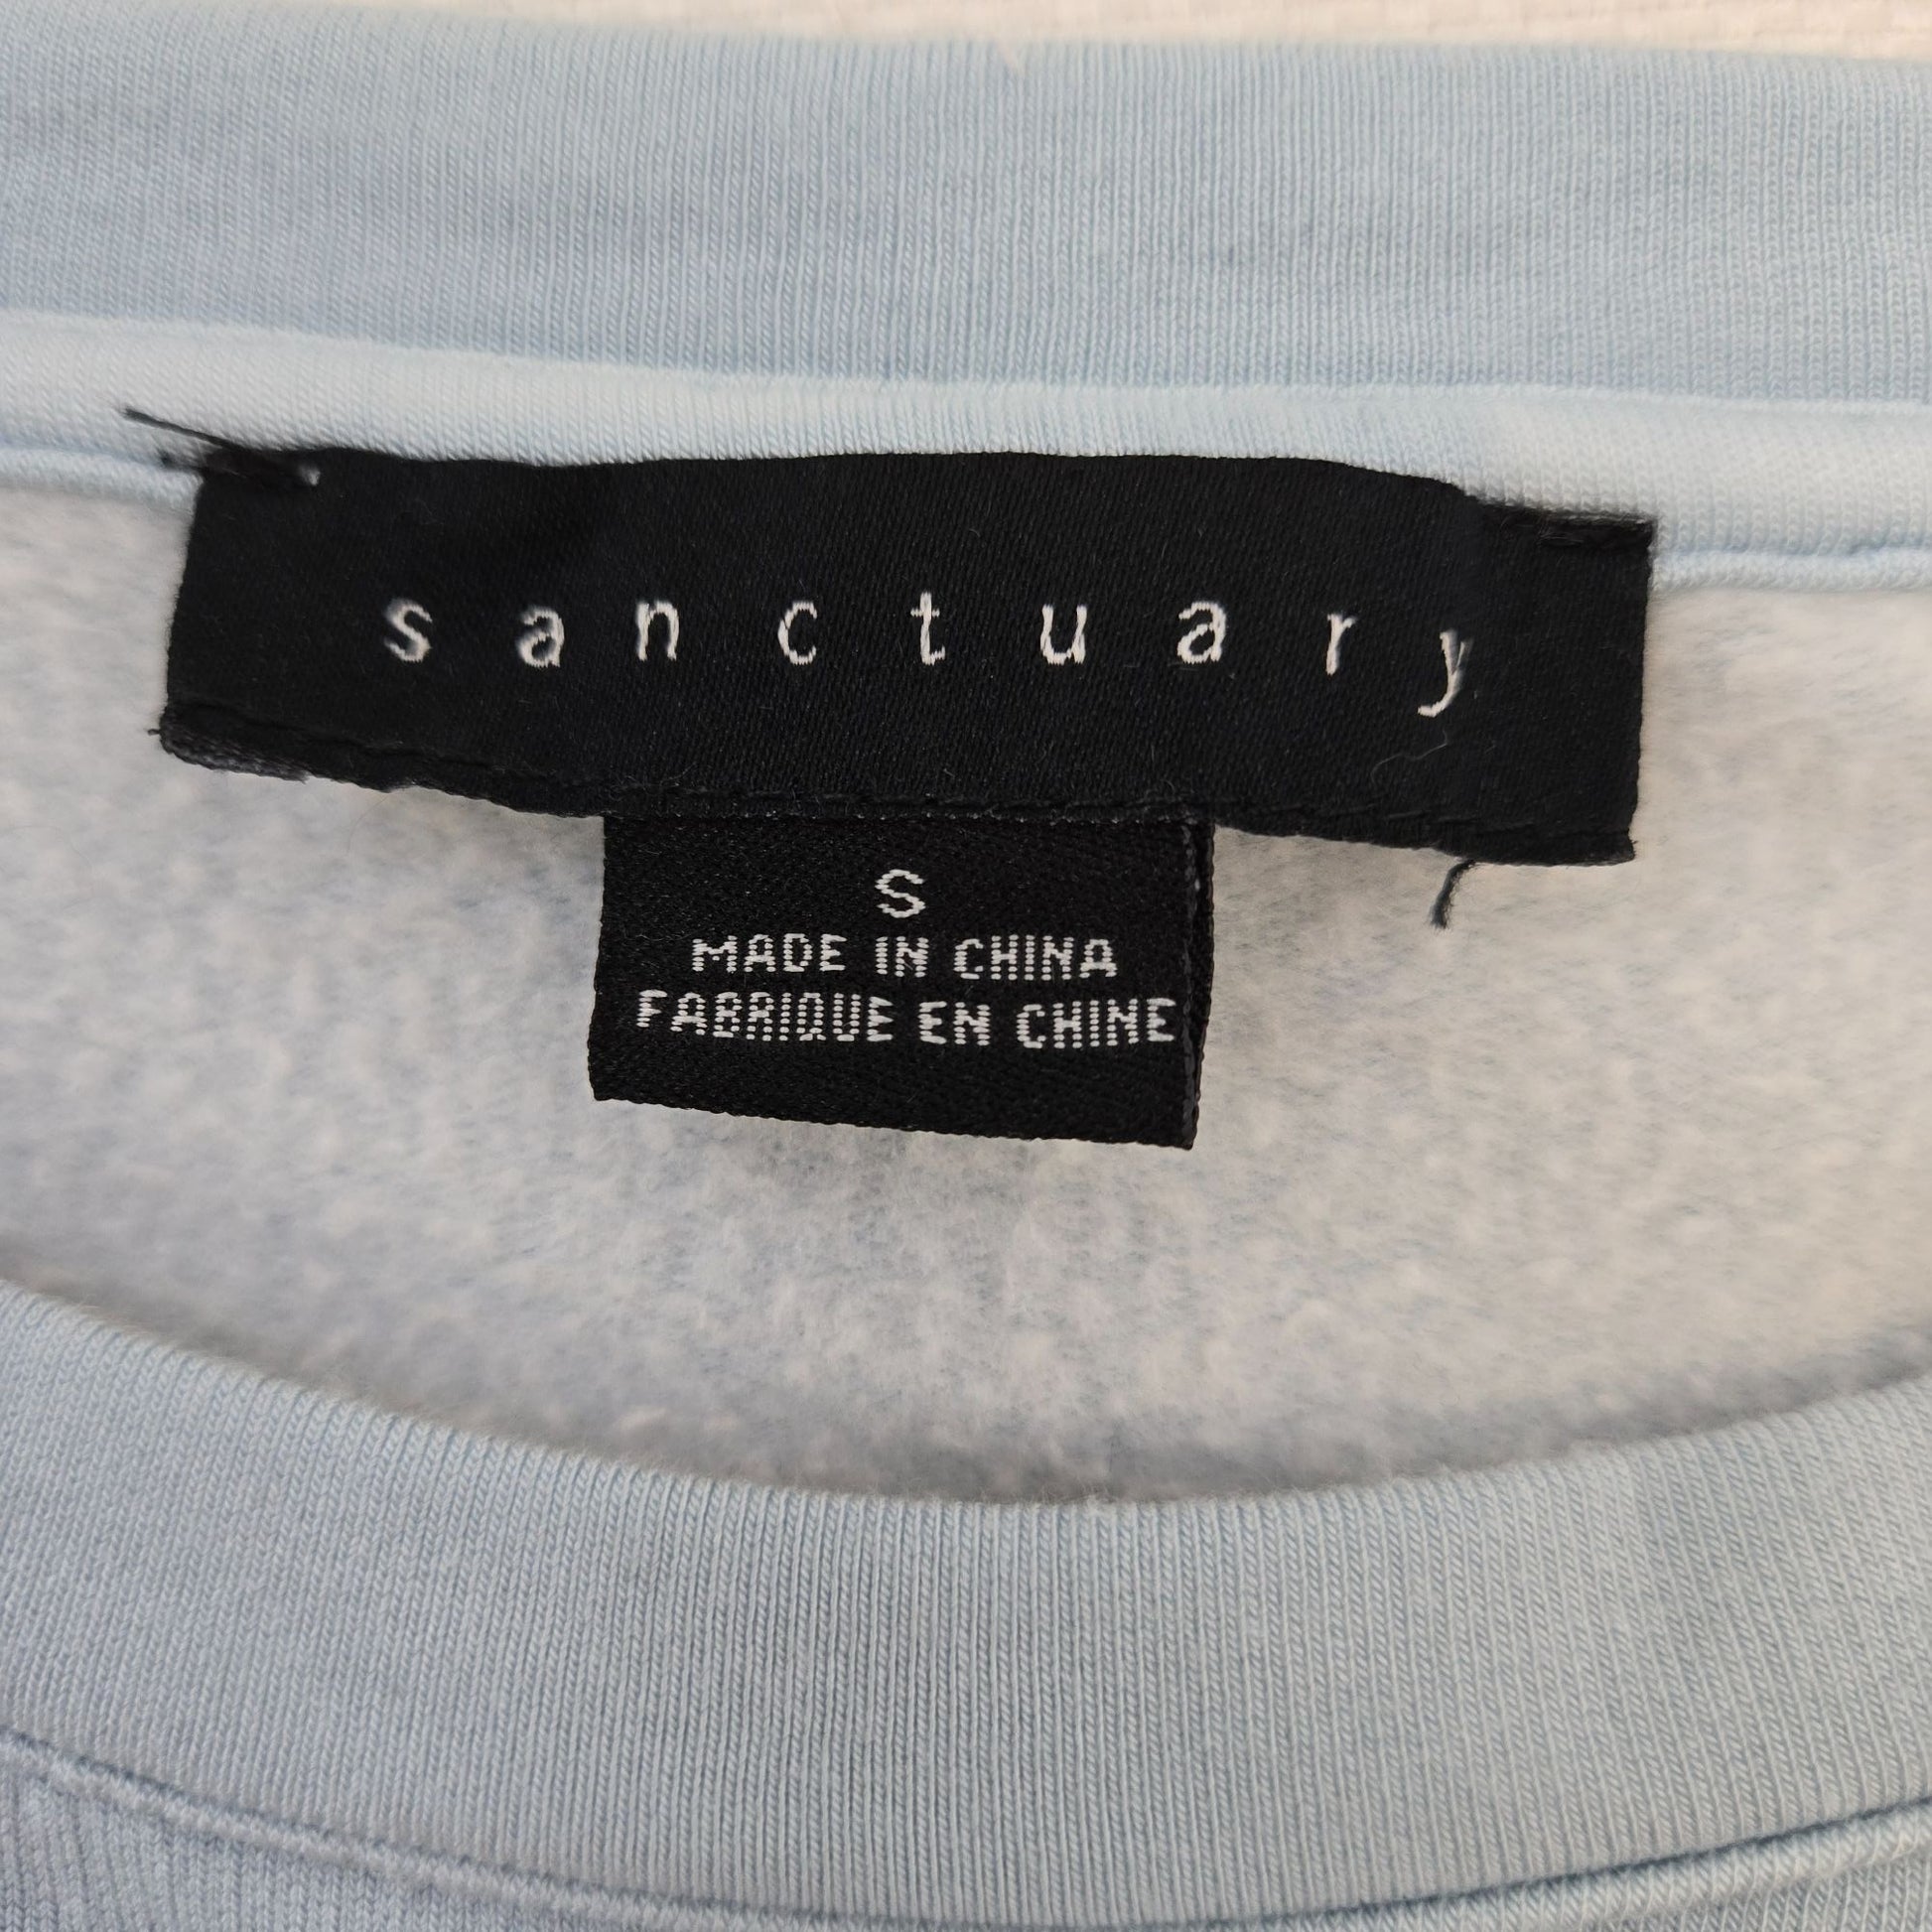 sanctuary
S
MADE IN CHINA
FABRIQUE EN CHINE